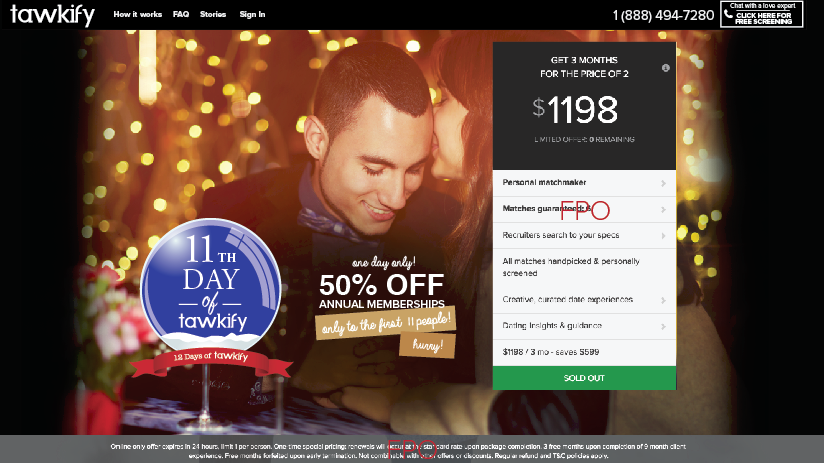 tawkify
How it works FAQ Stories Sign In
1 (888) 494-7280
Chat with a love expert
CLICK HERE FOR
FREE SCREENING
GET 3 MONTHS
FOR THE PRICE OF 2
$1198
LIMITED OFFER: 0 REMAINING
Personal matchmaker
Matches guaranteed:
FPO
Recruiters search to your specs
All matches handpicked & personally
screened
Creative, curated date experiences
Dating insights & guidance
$1198 / 3 mo - saves $599
SOLD OUT
11TH
DAY
of
tawkify
12 Days of tawkify
one day only!
50% OFF
ANNUAL MEMBERSHIPS
only to the first 11 people!
hurry!
Online only offer expires in 24 hours, limit 1 per person. One-time special pricing; renewals will occur at the standard rate upon package completion. 3 free months upon completion of 9 month client
experience. Free months forfeited upon early termination. Not combinable with other offers or discounts. Regular refund and T&C policies apply.
FPO